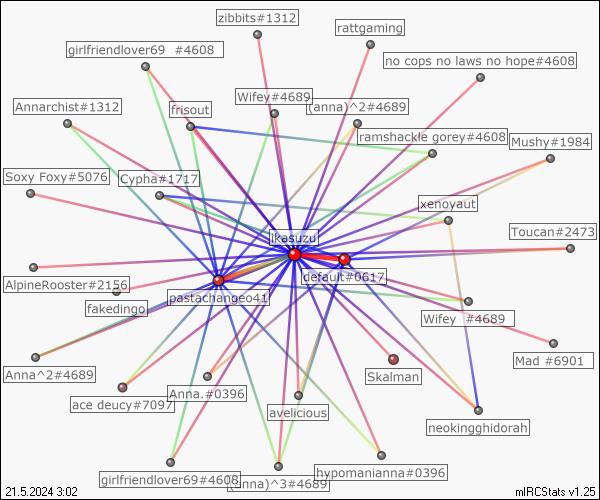 zibbits#1312
rattgaming
girlfriendlover69 #4608
no cops no laws no hope#4608
Annarchist#1312
frisout
Wifey#4689
(anna)^2#4689
ramshackle gorey#4608
Mushy#1984
Soxy Foxy#5076
Cypha#1717
xenoyaut
Toucan#2473
ikasuzu
default#0617
AlpineRooster#2156
pastachangeo41
fakedingo
Wifey #4689
Mad #6901
Anna^2#4689
Skalman
ace deucy#7097
Anna.#0396
avelicious
neokingghidorah
girlfriendlover69#4608
(anna)^3#4689
hypomanianna#0396
21.5.2024 3:02
mIRCStats v1.25